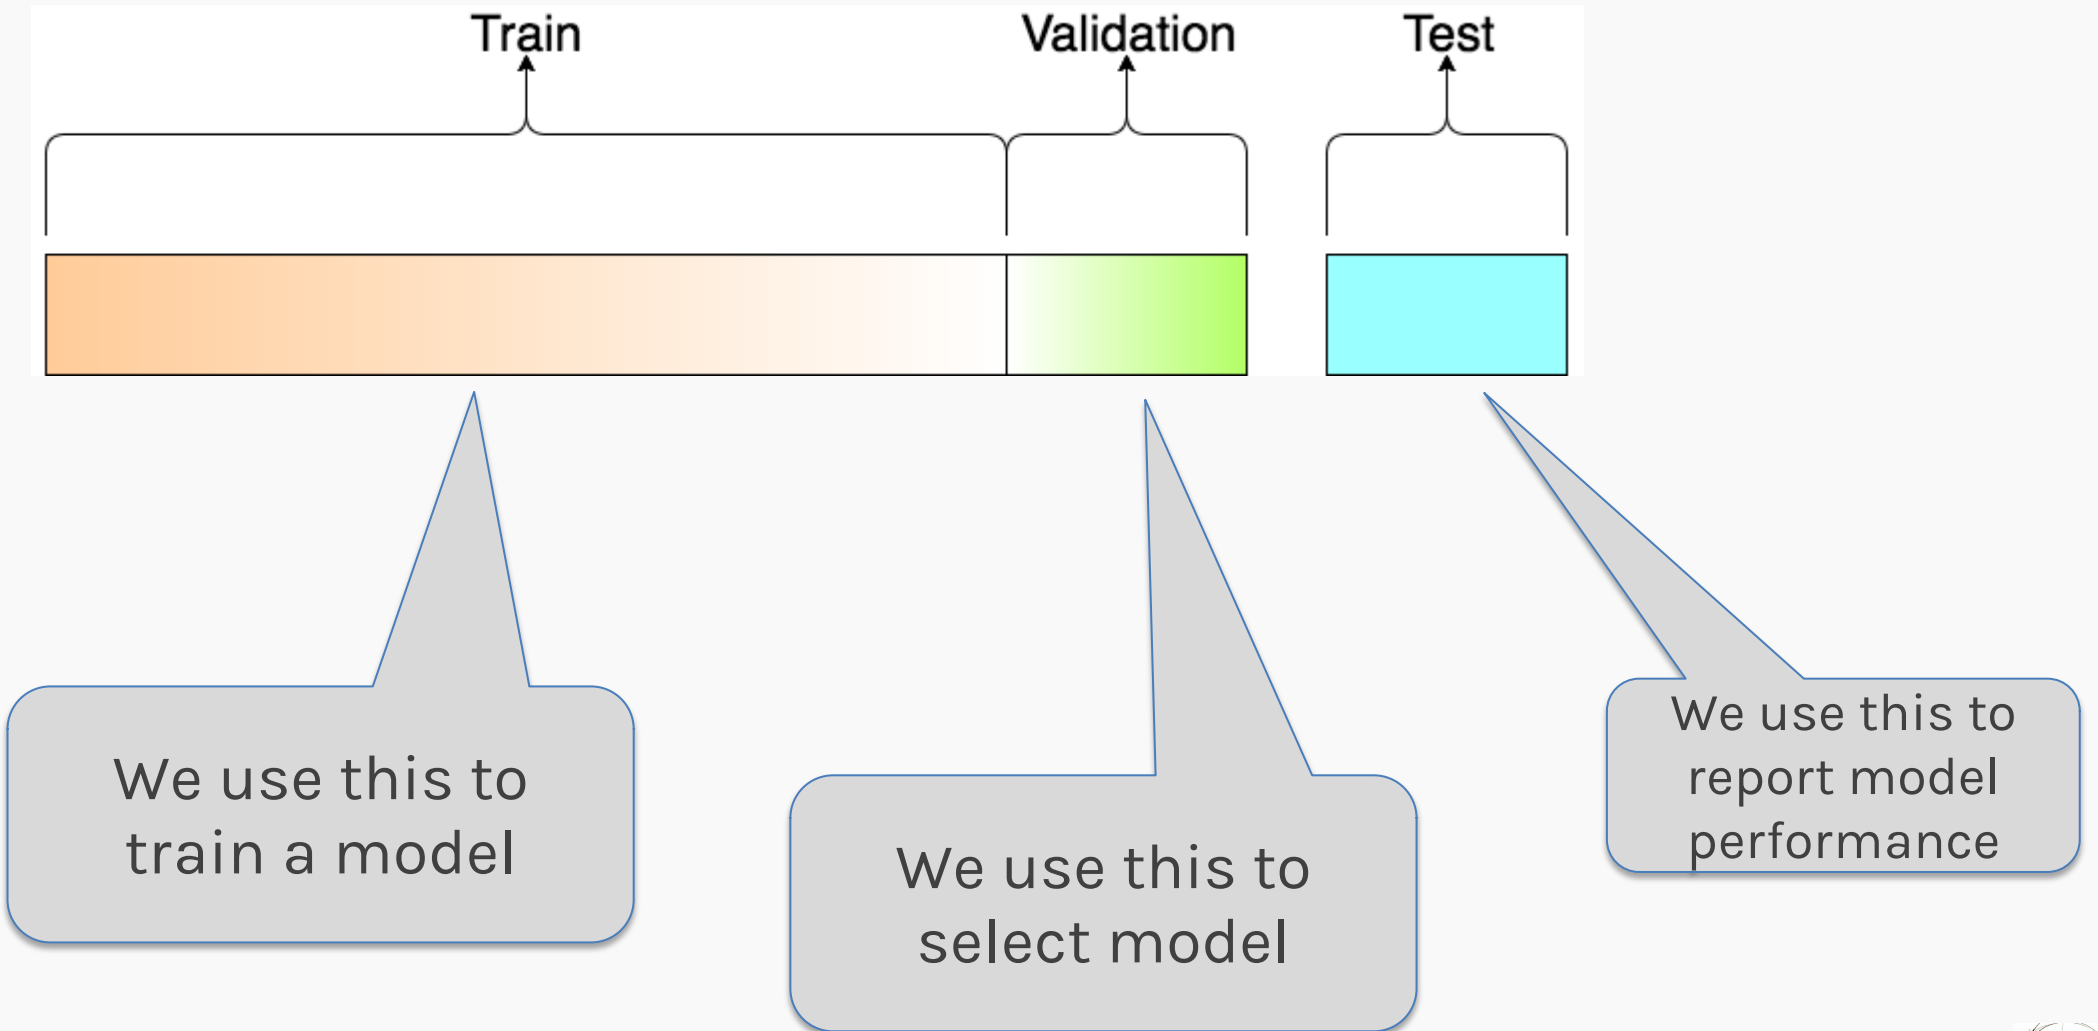 Train
Validation
Test
We use this to
train a model
We use this to
select model
We use this to
report model
performance